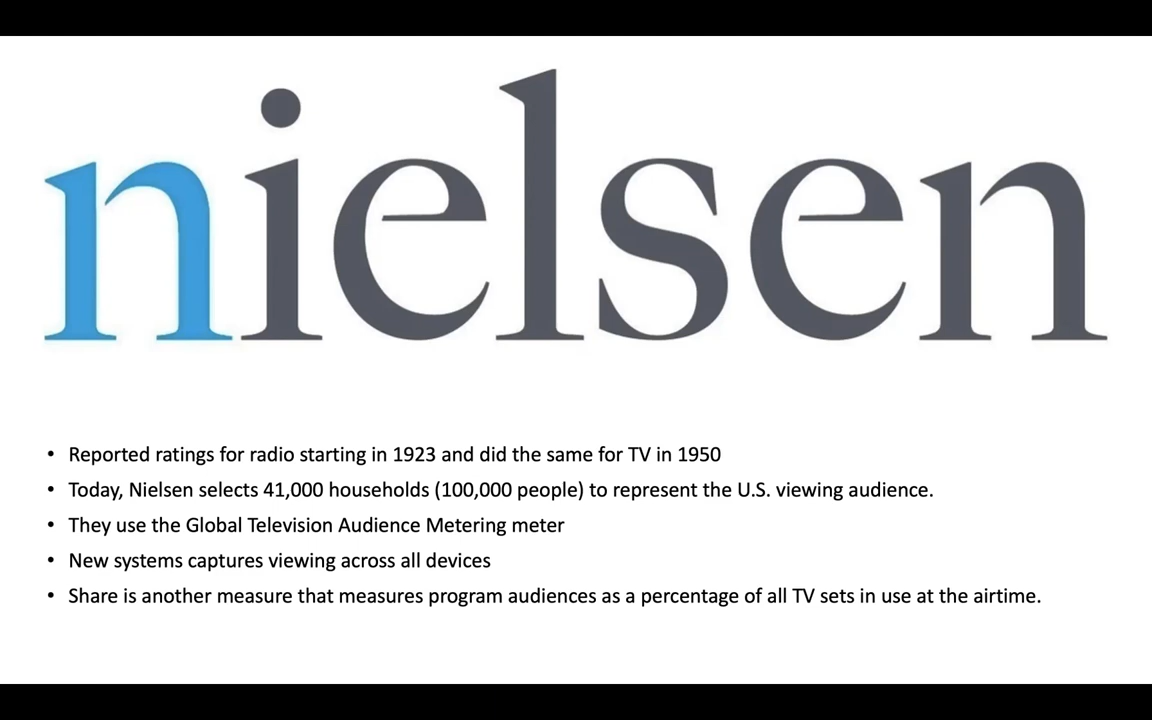 nielsen
• Reported ratings for radio starting in 1923 and did the same for TV in 1950
• Today, Nielsen selects 41,000 households (100,000 people) to represent the U.S. viewing audience.
• They use the Global Television Audience Metering meter
• New systems captures viewing across all devices
• Share is another measure that measures program audiences as a percentage of all TV sets in use at the airtime.